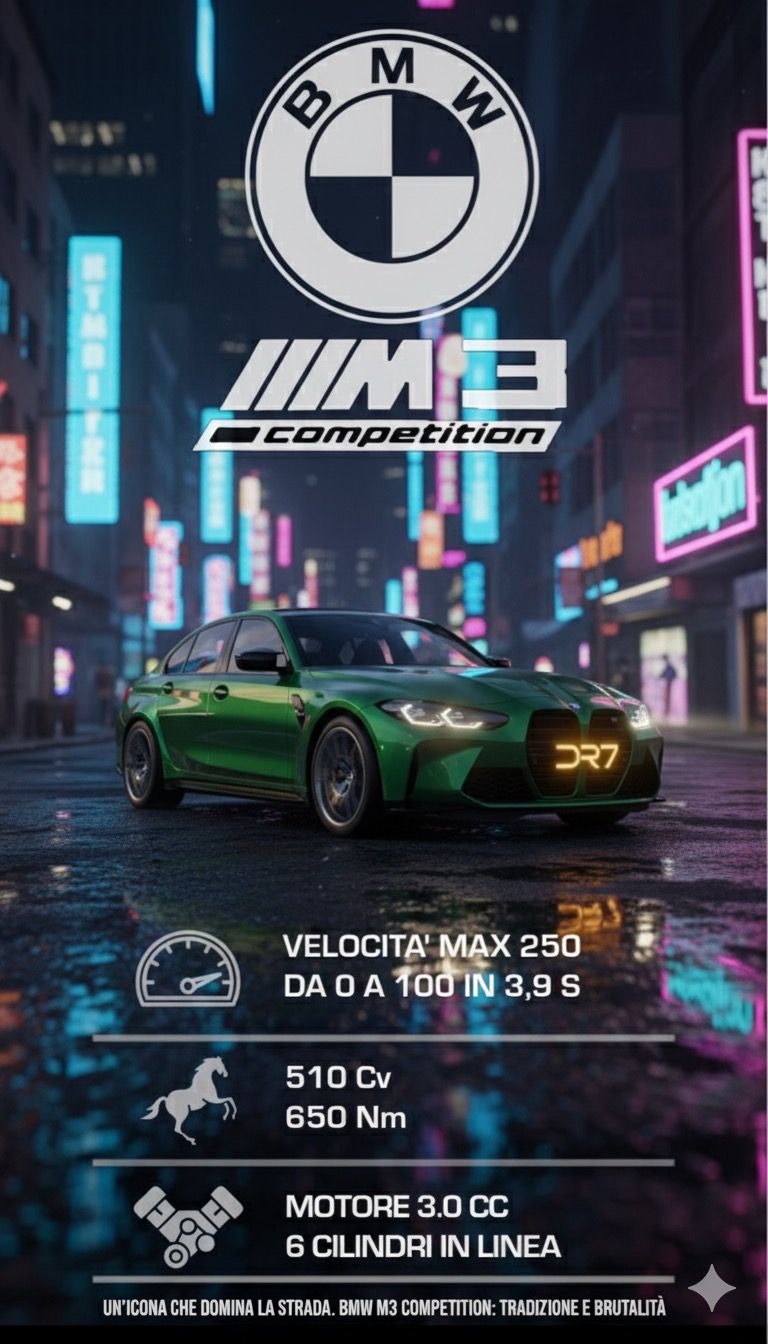 BMW
M3
competition
DR7
VELOCITA' MAX 250
DA 0 A 100 IN 3,9 S
510 Cv
650 Nm
MOTORE 3.0 CC
6 CILINDRI IN LINEA
UN'ICONA CHE DOMINA LA STRADA. BMW M3 COMPETITION: TRADIZIONE E BRUTALITÀ